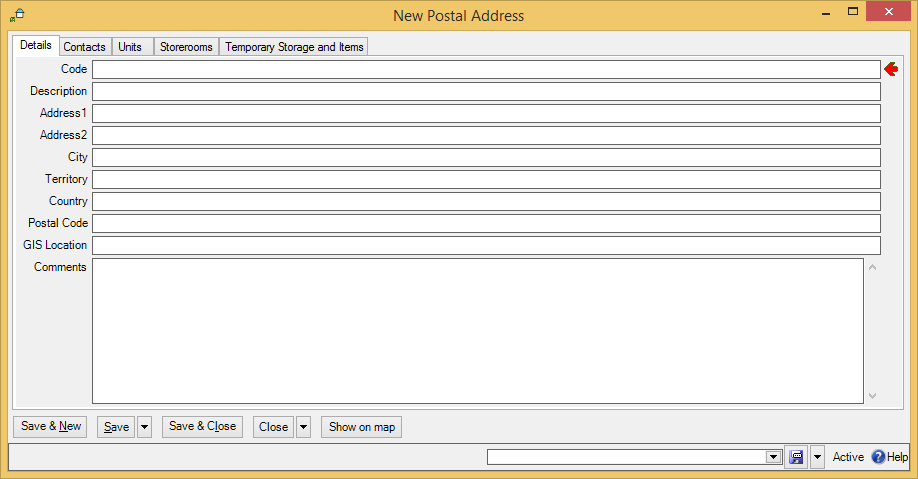 New Postal Address
Details Contacts Units Storerooms Temporary Storage and Items
Code
Description
Address1
Address2
City
Territory
Country
Postal Code
GIS Location
Comments
Save & New Save Save & Close Close Show on map
Active Help